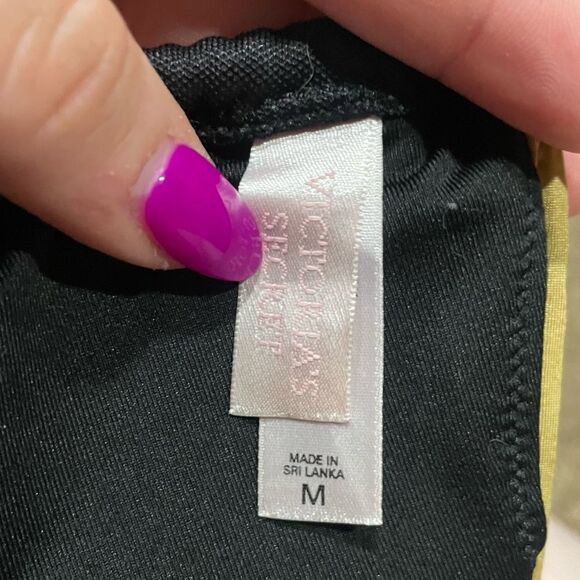 VICTORIA'S
SECRET
MADE IN
SRI LANKA
M